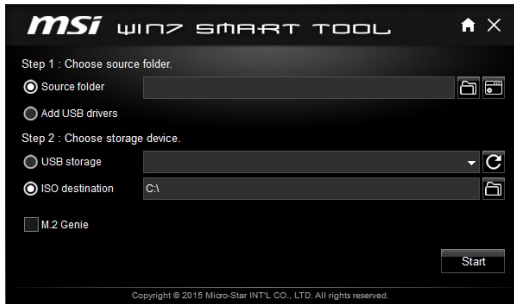 msi WIN7 SMART TOOL
Step 1 : Choose source folder.
Source folder
Add USB drivers
Step 2 : Choose storage device.
USB storage
ISO destination C:\
M.2 Genie
Start
Copyright © 2015 Micro-Star INT'L CO., LTD. All rights reserved.